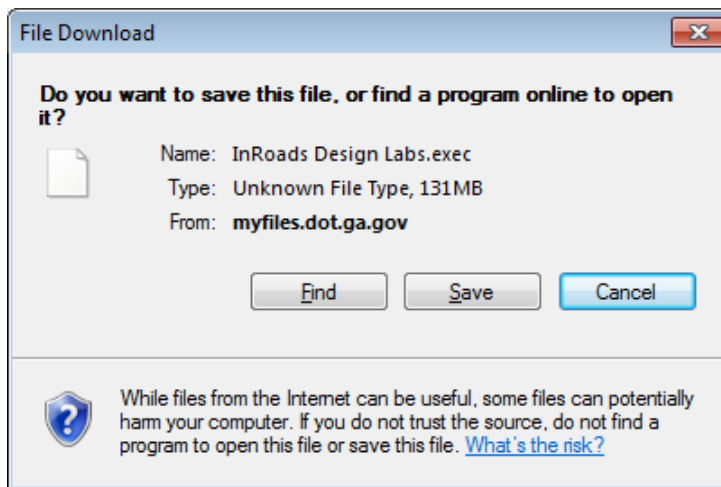 File Download
Do you want to save this file, or find a program online to open
it?
Name: InRoads Design Labs.exec
Type: Unknown File Type, 131MB
From: myfiles.dot.ga.gov
Find Save Cancel
While files from the Internet can be useful, some files can potentially
harm your computer. If you do not trust the source, do not find a
program to open this file or save this file. What's the risk?